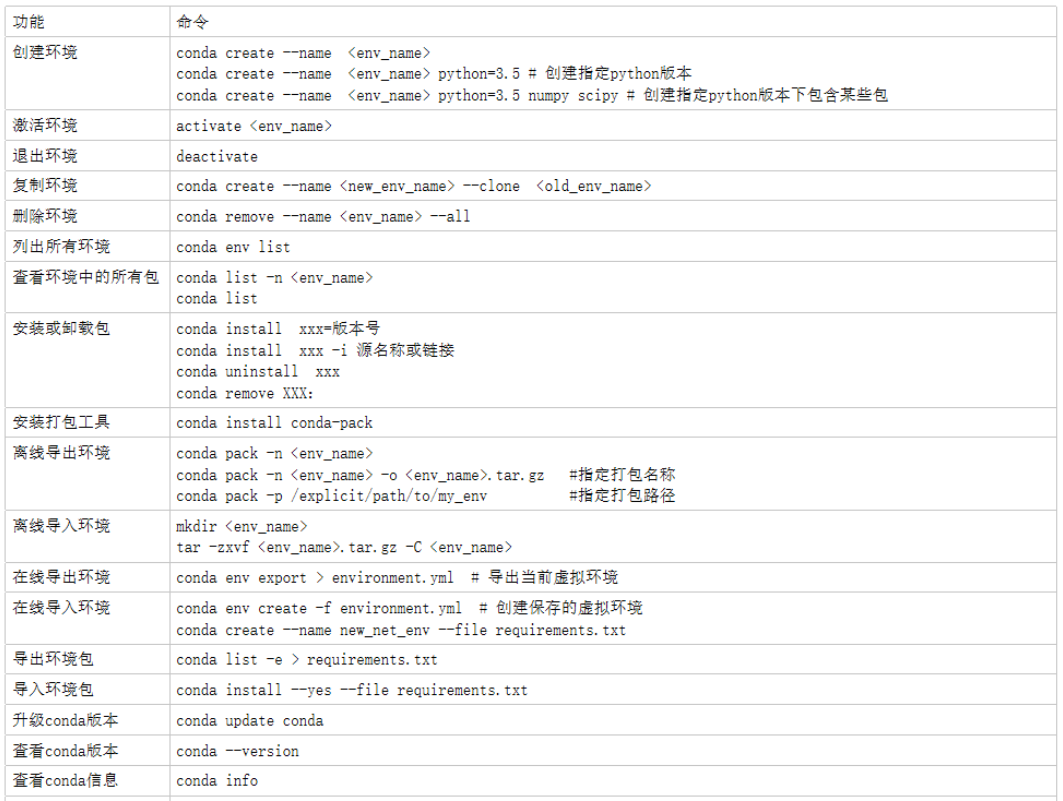 功能 命令
创建环境 conda create --name  <env_name>
conda create --name  <env_name> python=3.5 # 创建指定python版本
conda create --name  <env_name> python=3.5 numpy scipy # 创建指定python版本下包含某些包
激活环境 activate <env_name>
退出环境 deactivate
复制环境 conda create --name <new_env_name> --clone  <old_env_name>
删除环境 conda remove --name <env_name> --all
列出所有环境 conda env list
查看环境中的所有包 conda list -n <env_name>
conda list
安装或卸载包 conda install  xxx=版本号
conda install  xxx -i 源名称或链接
conda uninstall  xxx
conda remove XXX:
安装打包工具 conda install conda-pack
离线导出环境 conda pack -n <env_name>
conda pack -n <env_name> -o <env_name>.tar.gz   #指定打包名称
conda pack -p /explicit/path/to/my_env          #指定打包路径
离线导入环境 mkdir <env_name>
tar -zxvf <env_name>.tar.gz -C <env_name>
在线导出环境 conda env export > environment.yml  # 导出当前虚拟环境
在线导入环境 conda env create -f environment.yml  # 创建保存的虚拟环境
conda create --name new_net_env --file requirements.txt
导出环境包 conda list -e > requirements.txt
导入环境包 conda install --yes --file requirements.txt
升级conda版本 conda update conda
查看conda版本 conda --version
查看conda信息 conda info